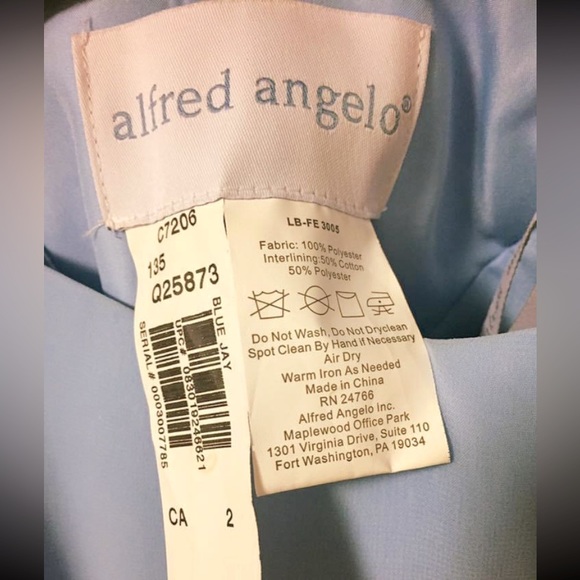 alfred angelo®
C7206
135
Q25873
BLUE JAY
UPC# 083019246821
SERIAL# 0003007785
CA 2
LB-FE 3005
Fabric: 100% Polyester
Interlining:50% Cotton
50% Polyester
Do Not Wash, Do Not Dryclean
Spot Clean By Hand if Necessary
Air Dry
Warm Iron As Needed
Made in China
RN 24766
Alfred Angelo Inc.
Maplewood Office Park
1301 Virginia Drive, Suite 110
Fort Washington, PA 19034